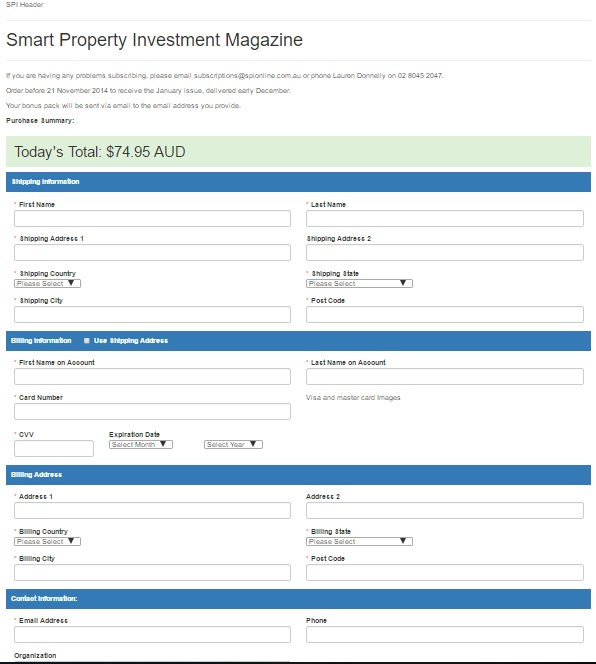 SPI Header
Smart Property Investment Magazine
If you are having any problems subscribing, please email subscriptions@spionline.com.au or phone Lauren Donnelly on 02 8045 2047.
Order before 21 November 2014 to receive the January issue, delivered early December.
Your bonus pack will be sent via email to the email address you provide.
Purchase Summary:
Today's Total: $74.95 AUD
Shipping Information
* First Name * Last Name
* Shipping Address 1 Shipping Address 2
* Shipping Country * Shipping State
Please Select ▼ Please Select ▼
* Shipping City * Post Code
Billing Information Use Shipping Address
* First Name on Account * Last Name on Account
* Card Number Visa and master card Images
* CVV Expiration Date
Select Month ▼ Select Year ▼
Billing Address
* Address 1 Address 2
* Billing Country * Billing State
Please Select ▼ Please Select ▼
* Billing City * Post Code
Contact Information:
* Email Address Phone
Organization